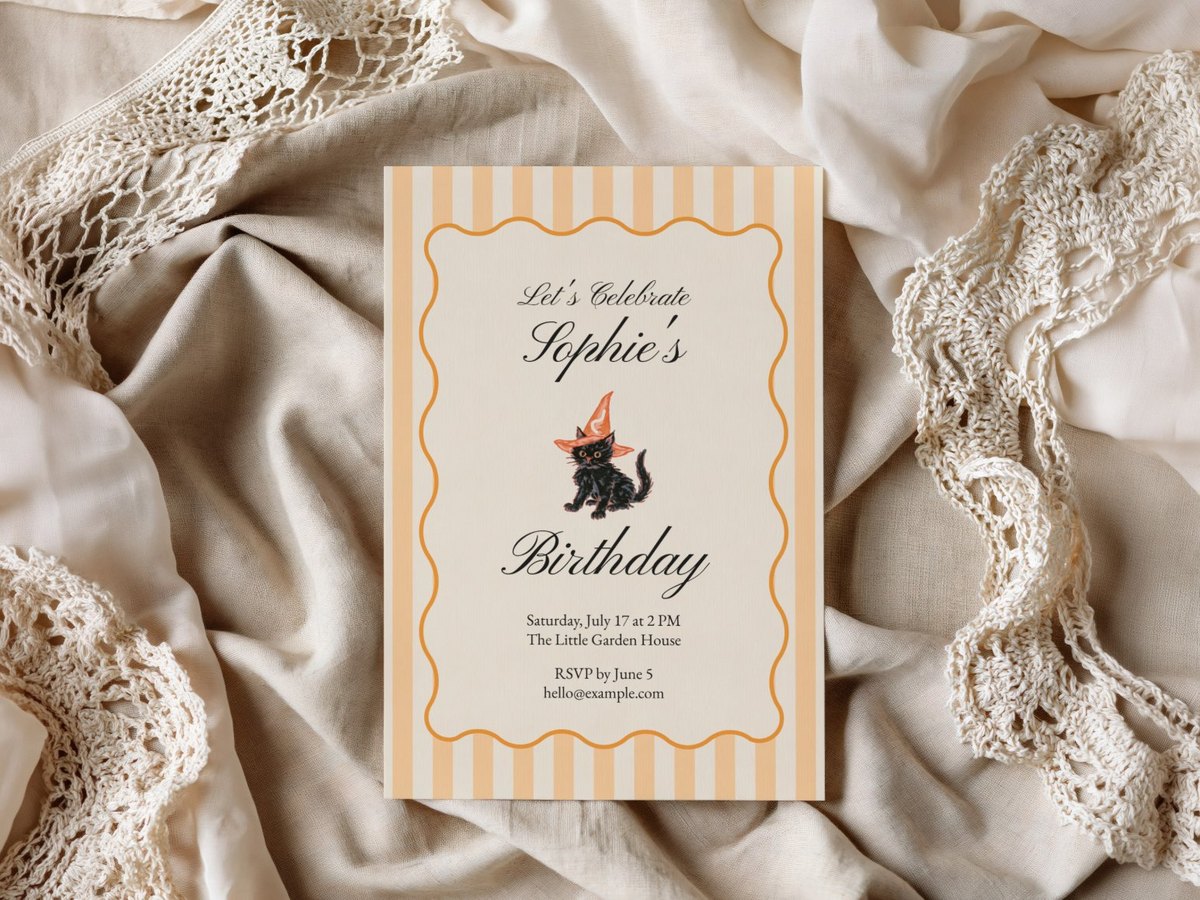 Let's Celebrate
Sophie's
Birthday
Saturday, July 17 at 2 PM
The Little Garden House
RSVP by June 5
hello@example.com